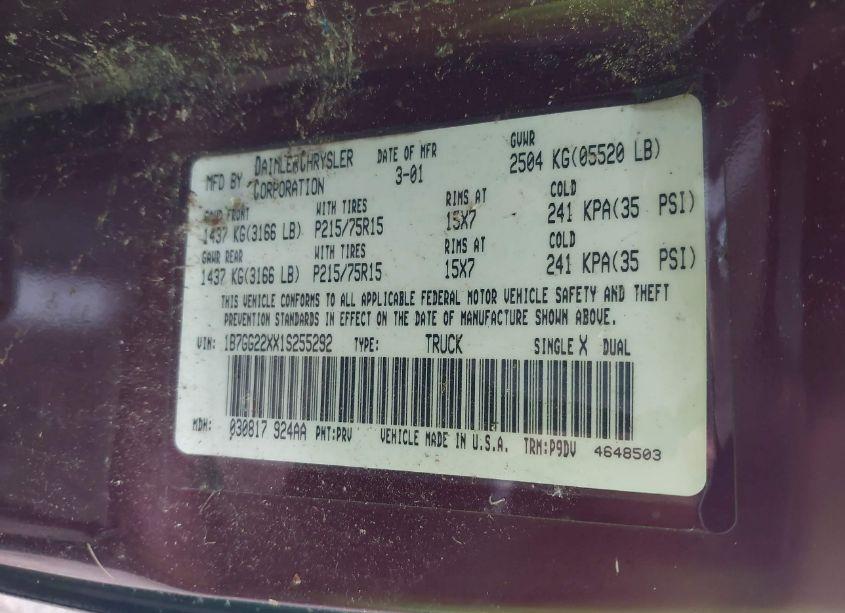 MFD BY DAIMLERCHRYSLER CORPORATION DATE OF MFR 3-01 GVWR 2504 KG(05520 LB)
GAWR FRONT WITH TIRES RIMS AT COLD
1437 KG(3166 LB) P215/75R15 15X7 241 KPA(35 PSI)
GAWR REAR WITH TIRES RIMS AT COLD
1437 KG(3166 LB) P215/75R15 15X7 241 KPA(35 PSI)
THIS VEHICLE CONFORMS TO ALL APPLICABLE FEDERAL MOTOR VEHICLE SAFETY AND THEFT
PREVENTION STANDARDS IN EFFECT ON THE DATE OF MANUFACTURE SHOWN ABOVE.
VIN: 1B7GG22XX1S255292 TYPE: TRUCK SINGLE X DUAL
MDH: 030817 924AA PNT:PRV VEHICLE MADE IN U.S.A. TRM:P9DV 4648503